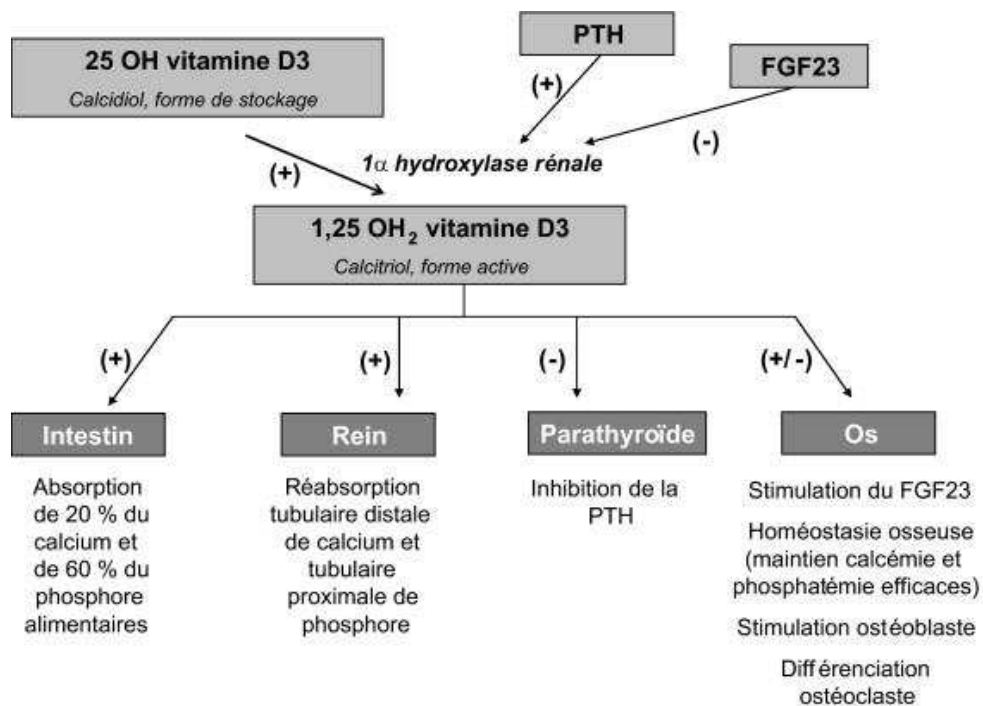 PTH
25 OH vitamine D3
Calcidiol, forme de stockage
FGF23
(+)
(-)
(+)
1α hydroxylase rénale
1,25 OH2 vitamine D3
Calcitriol, forme active
(+)
(+)
(-)
(+/-)
Intestin
Absorption
de 20 % du
calcium et
de 60 % du
phosphore
alimentaires
Rein
Réabsorption
tubulaire distale
de calcium et
tubulaire
proximale de
phosphore
Parathyroïde
Inhibition de la
PTH
Os
Stimulation du FGF23
Homéostasie osseuse
(maintien calcémie et
phosphatémie efficaces)
Stimulation ostéoblaste
Différenciation
ostéoclaste